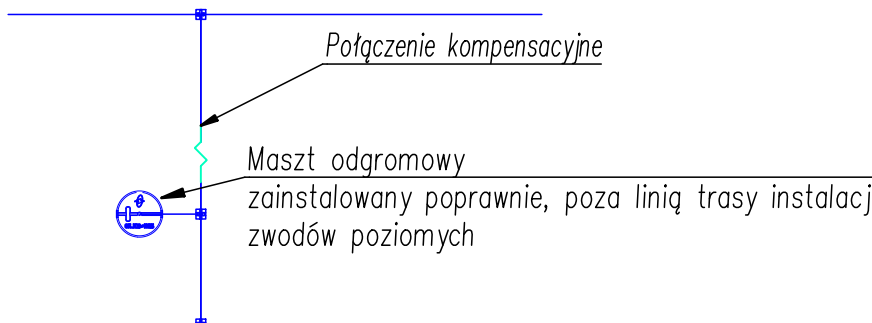 Połączenie kompensacyjne
Maszt odgromowy
zainstalowany poprawnie, poza linią trasy instalacj
zwodów poziomych